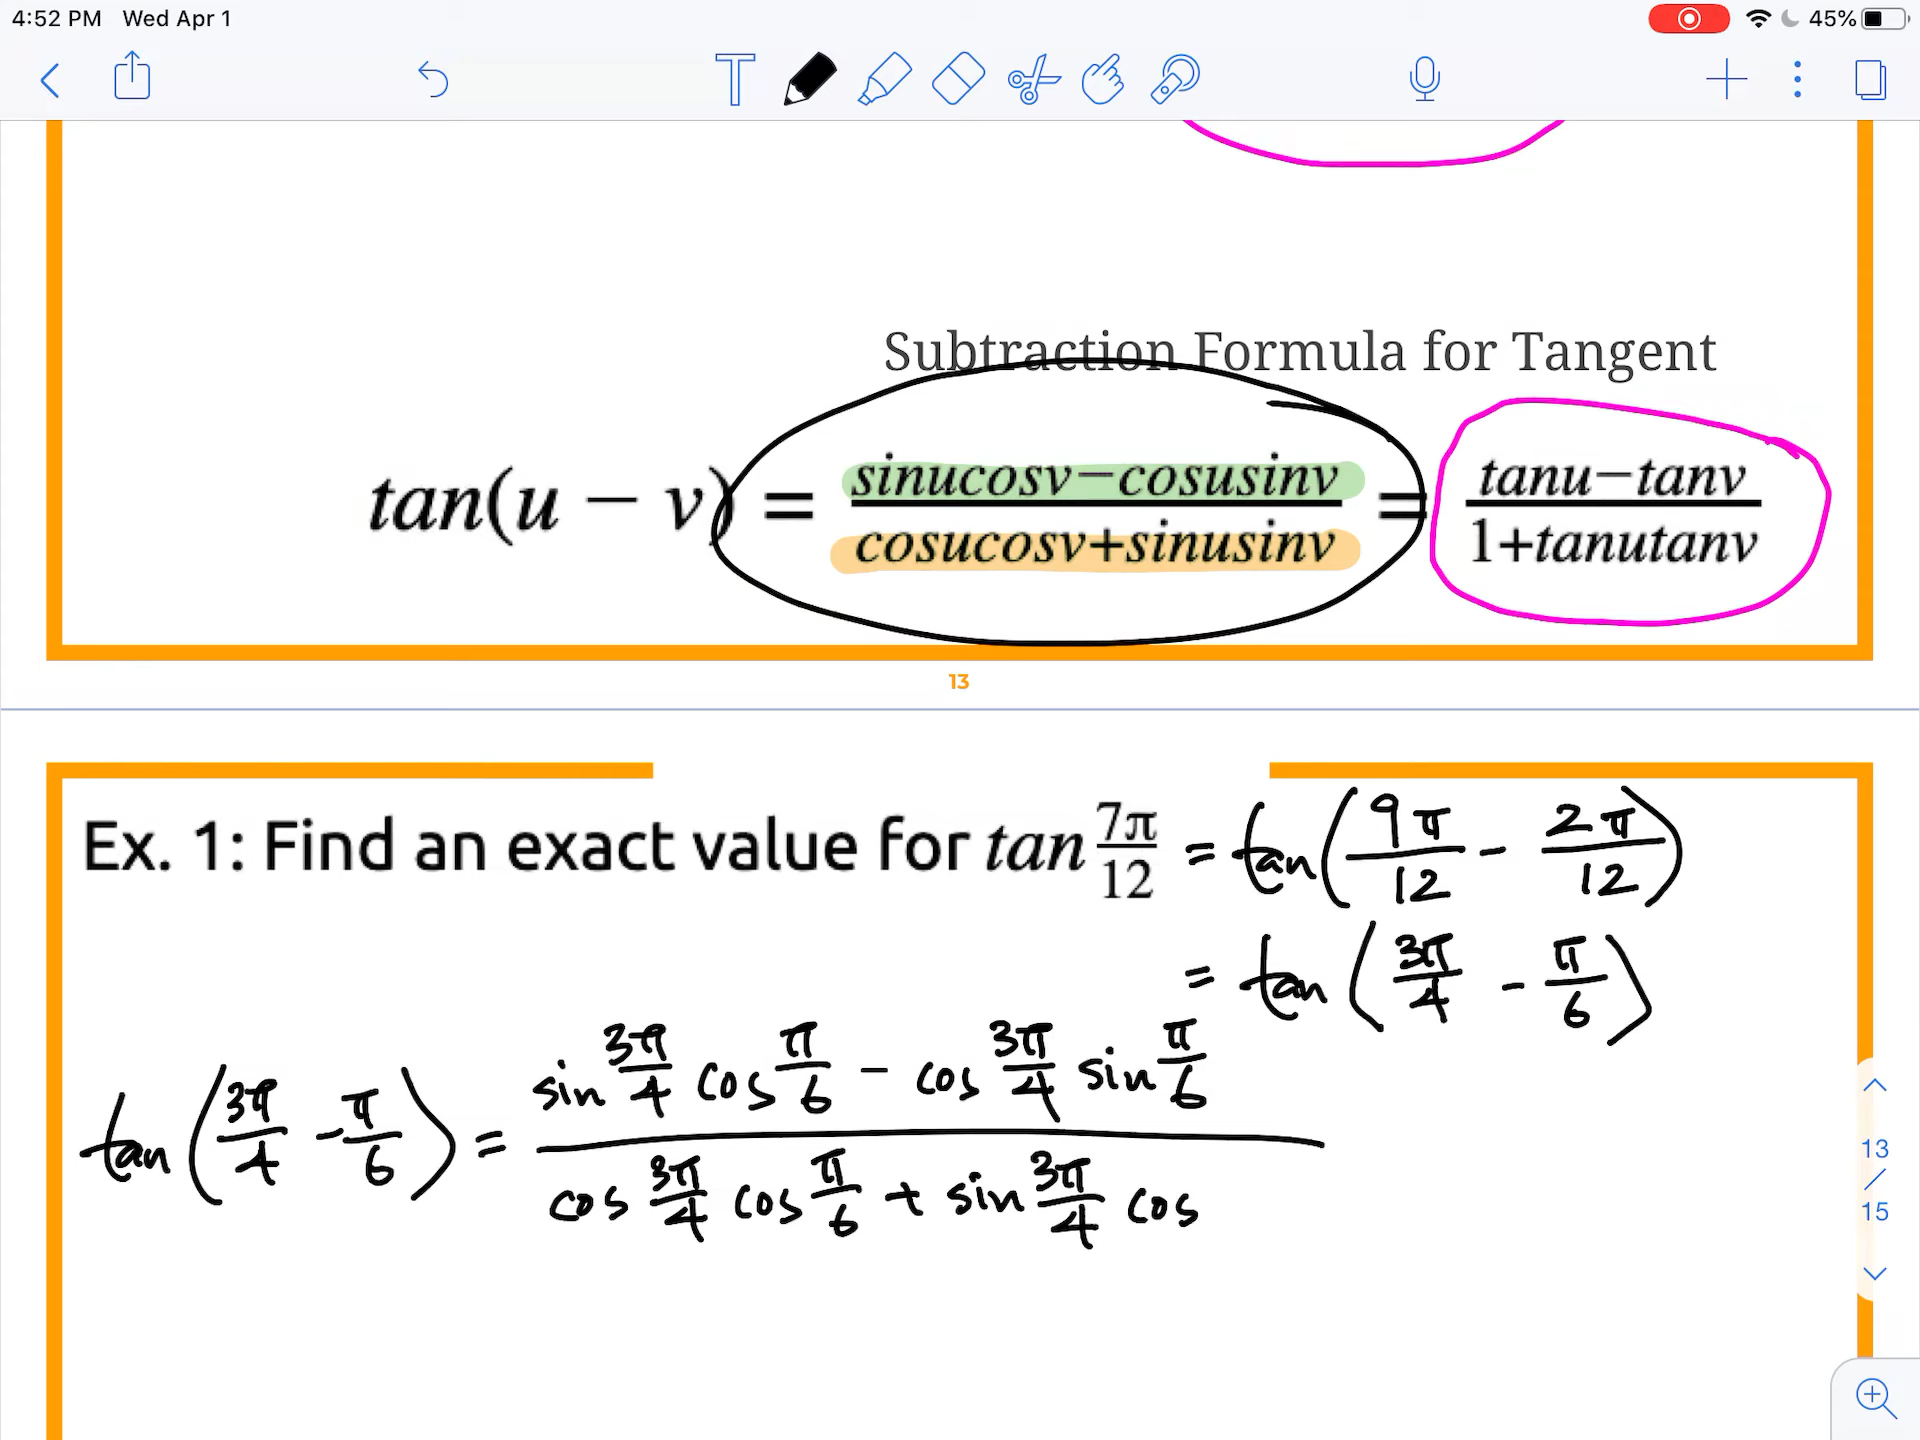 4:52 PM Wed Apr 1 45%
T
Subtraction Formula for Tangent
tan(u − v) = (sinucosv−cosusinv)/(cosucosv+sinusinv) = (tanu−tanv)/(1+tanutanv)
13
Ex. 1: Find an exact value for tan 7π/12 = tan(9π/12 - 2π/12)
= tan(3π/4 - π/6)
tan(3π/4 - π/6) = (sin 3π/4 cos π/6 - cos 3π/4 sin π/6)/(cos 3π/4 cos π/6 + sin 3π/4 cos
13
/
15